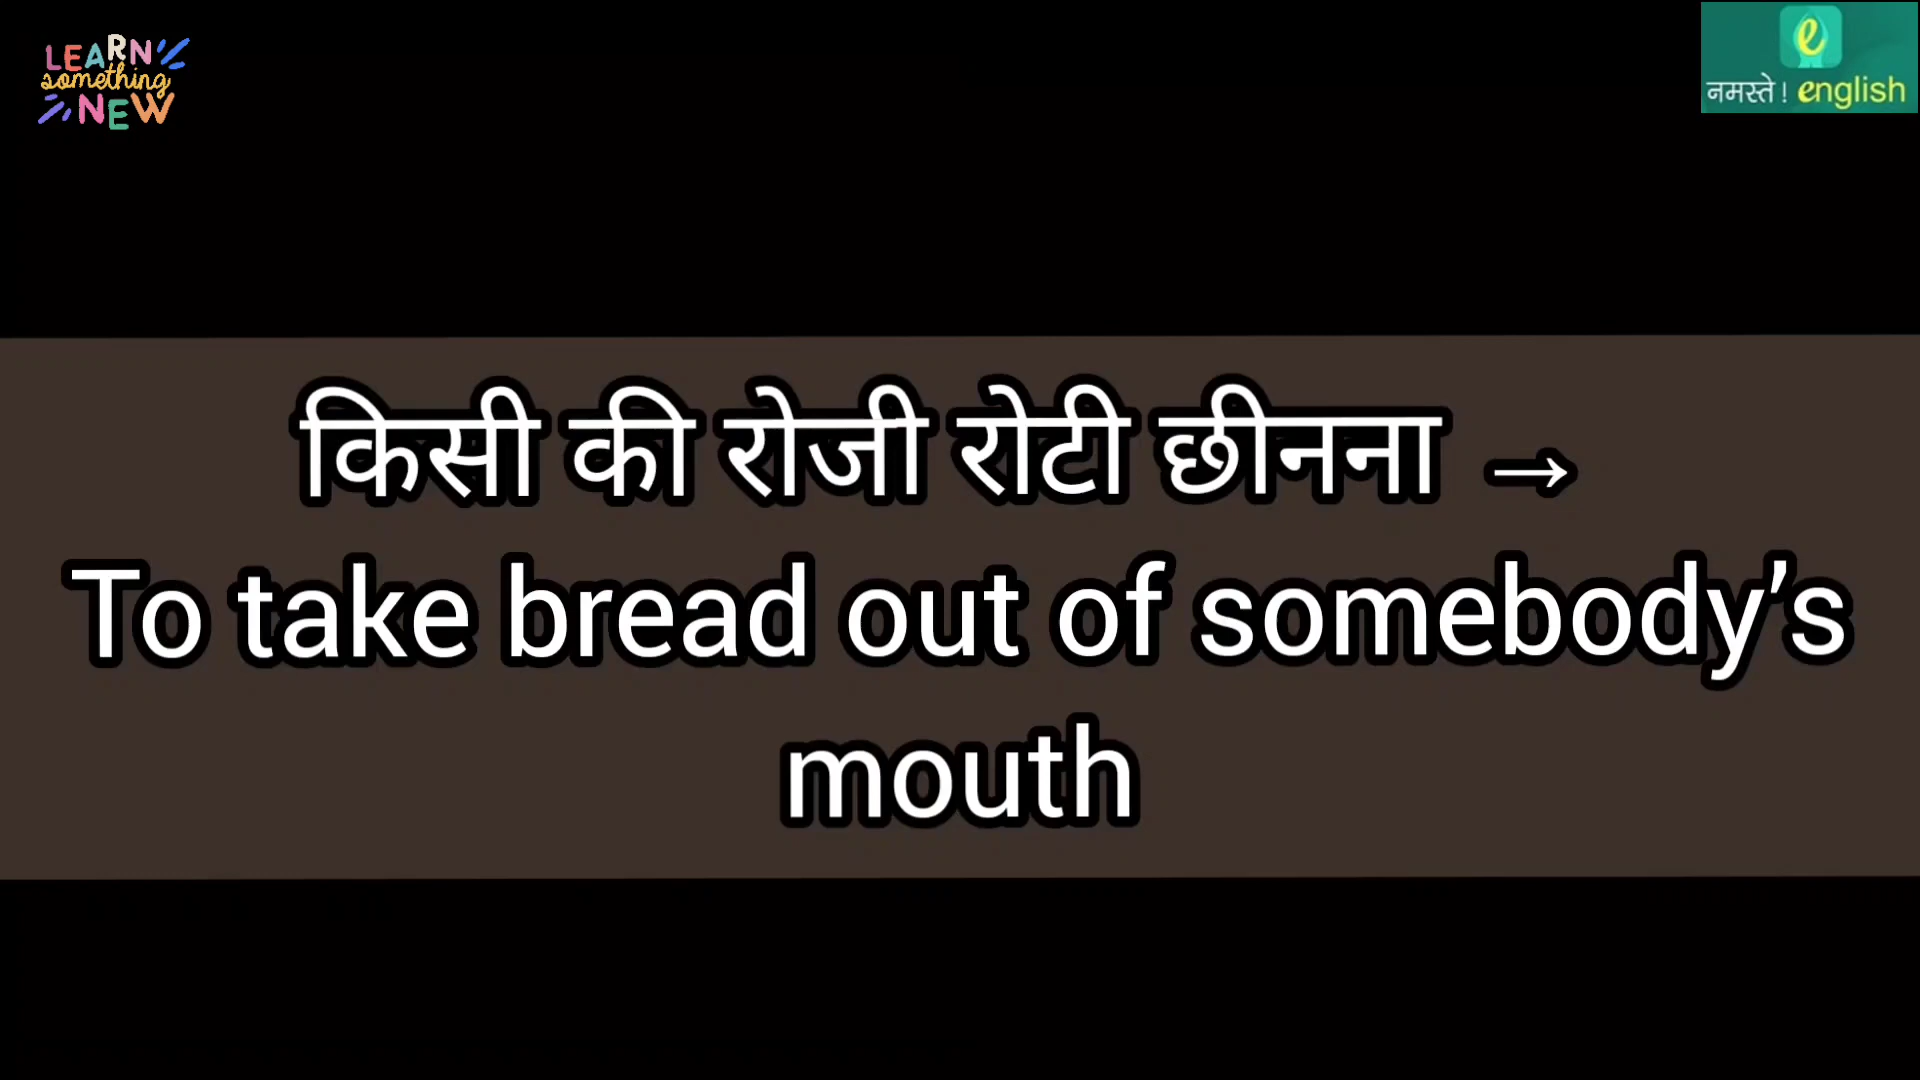 LEARN
something
NEW
e
नमस्ते! english
किसी की रोजी रोटी छीनना →
To take bread out of somebody’s
mouth